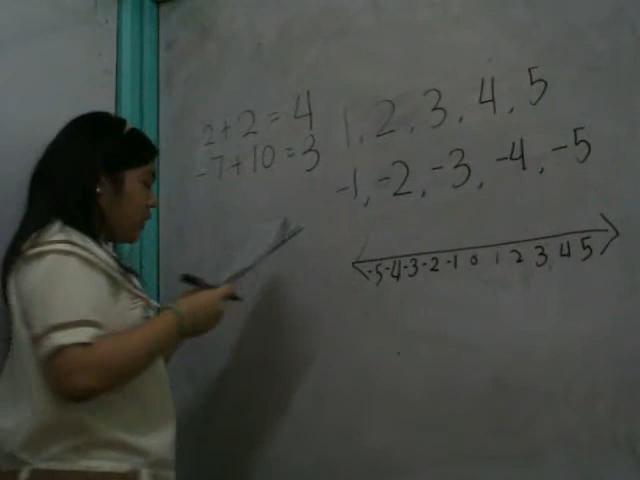 2+2=4
-7+10=3
1, 2, 3, 4, 5
-1, -2, -3, -4, -5
-5 -4 -3 -2 -1 0 1 2 3 4 5